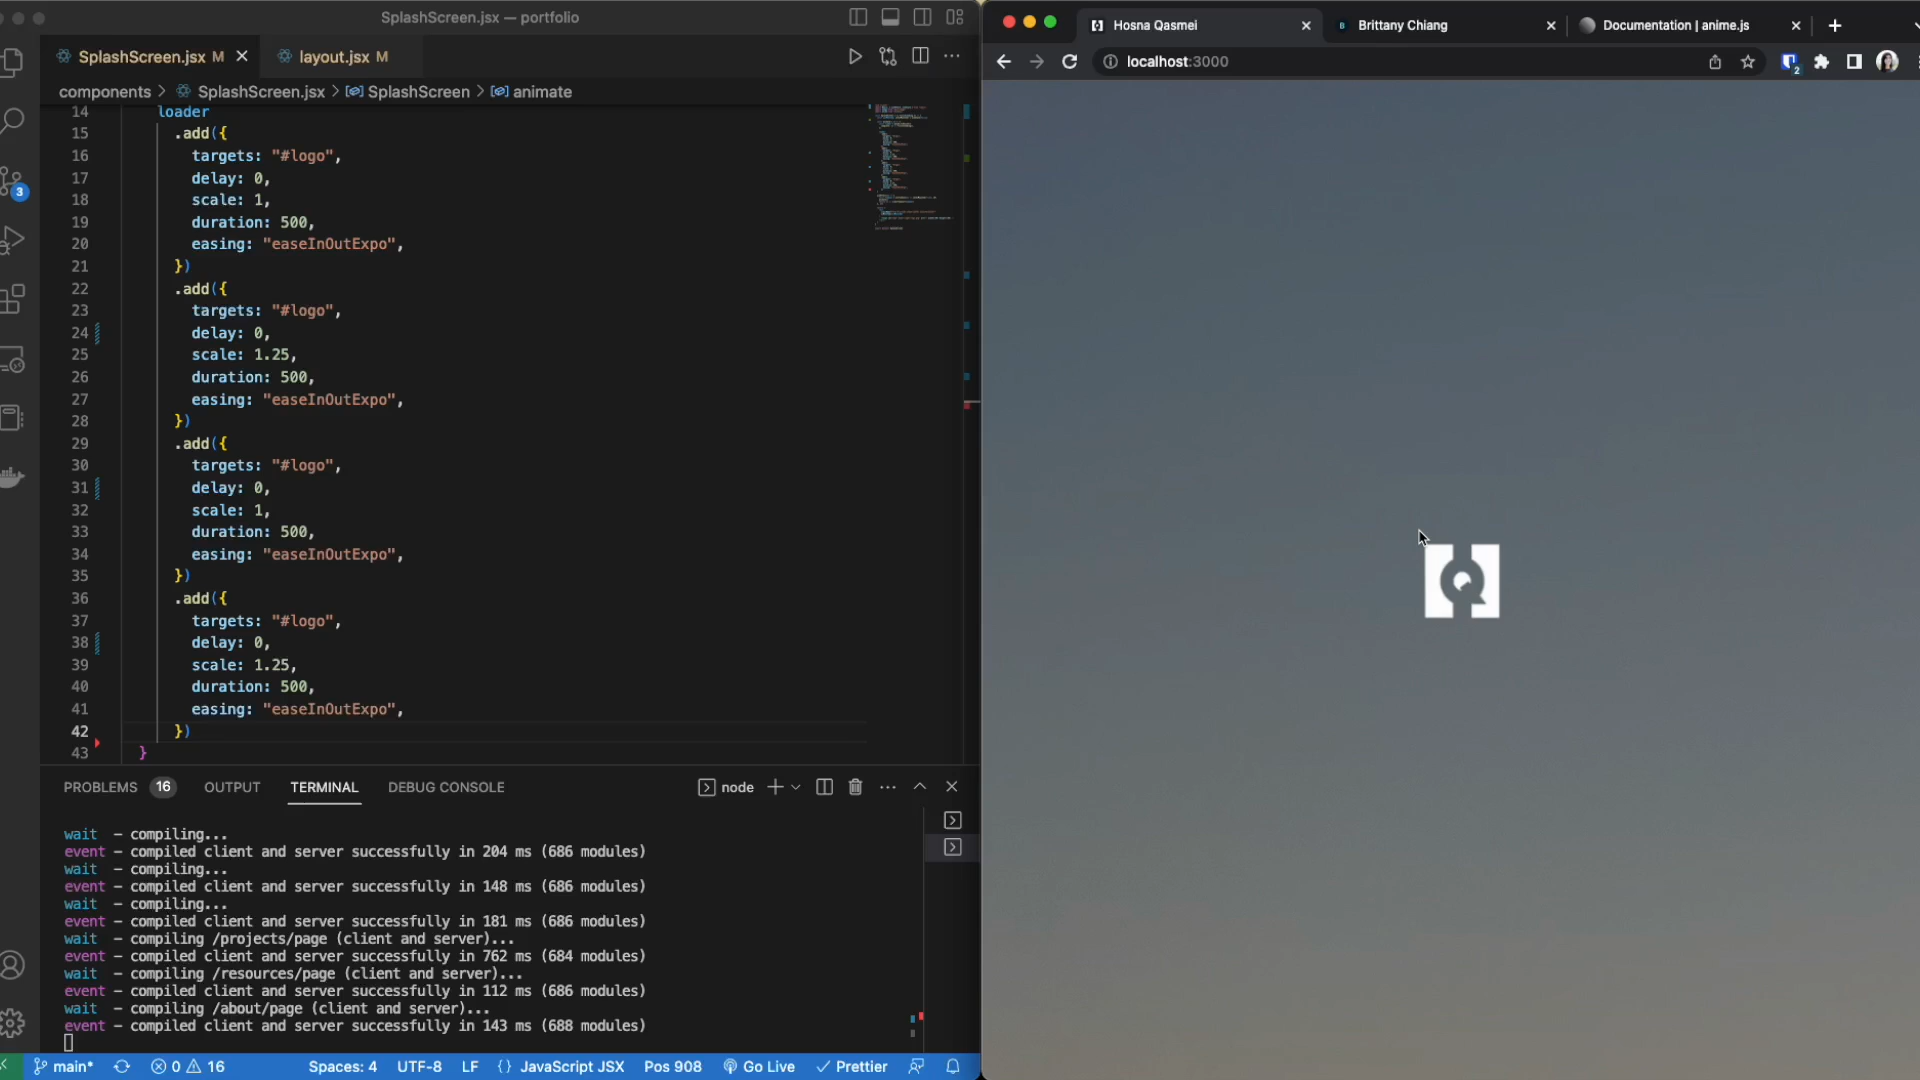 SplashScreen.jsx — portfolio
SplashScreen.jsx M
layout.jsx M
components > SplashScreen.jsx > SplashScreen > animate
14 loader
15 .add({
16 targets: "#logo",
17 delay: 0,
18 scale: 1,
19 duration: 500,
20 easing: "easeInOutExpo",
21 })
22 .add({
23 targets: "#logo",
24 delay: 0,
25 scale: 1.25,
26 duration: 500,
27 easing: "easeInOutExpo",
28 })
29 .add({
30 targets: "#logo",
31 delay: 0,
32 scale: 1,
33 duration: 500,
34 easing: "easeInOutExpo",
35 })
36 .add({
37 targets: "#logo",
38 delay: 0,
39 scale: 1.25,
40 duration: 500,
41 easing: "easeInOutExpo",
42 })
43 }
3
PROBLEMS 16 OUTPUT TERMINAL DEBUG CONSOLE node
wait - compiling...
event - compiled client and server successfully in 204 ms (686 modules)
wait - compiling...
event - compiled client and server successfully in 148 ms (686 modules)
wait - compiling...
event - compiled client and server successfully in 181 ms (686 modules)
wait - compiling /projects/page (client and server)...
event - compiled client and server successfully in 762 ms (684 modules)
wait - compiling /resources/page (client and server)...
event - compiled client and server successfully in 112 ms (686 modules)
wait - compiling /about/page (client and server)...
event - compiled client and server successfully in 143 ms (688 modules)
main* 0 16 Spaces: 4 UTF-8 LF {} JavaScript JSX Pos 908 Go Live Prettier
Hosna Qasmei
Brittany Chiang
Documentation | anime.js
localhost:3000
2